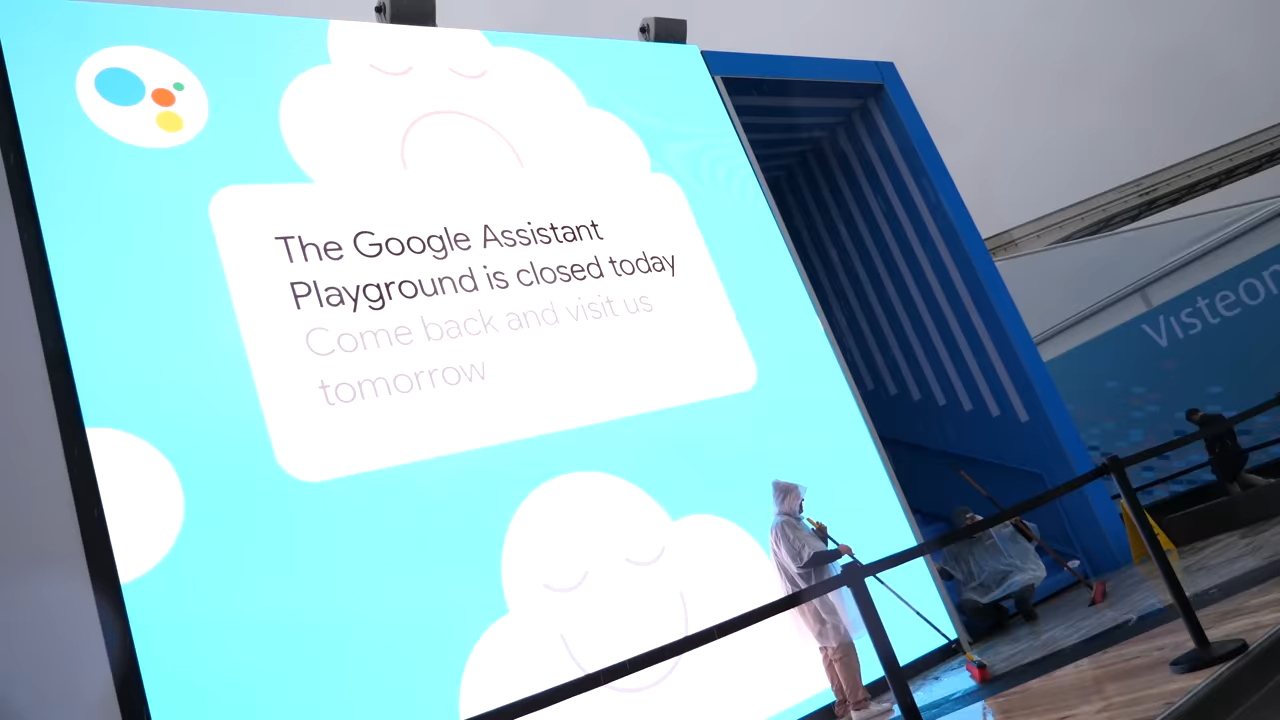 The Google Assistant
Playground is closed today
Come back and visit us
tomorrow
Visteon